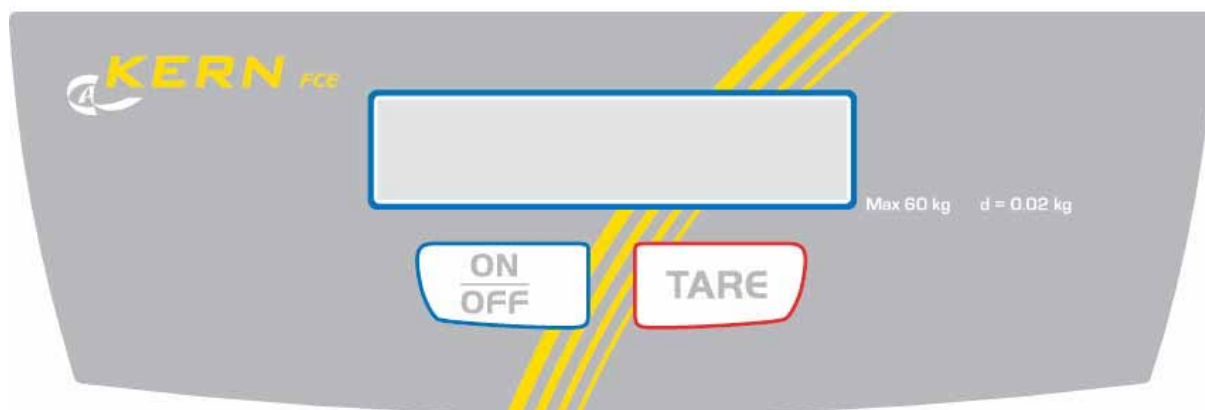 KERN FCE
Max 60 kg d = 0.02 kg
ON
OFF
TARE